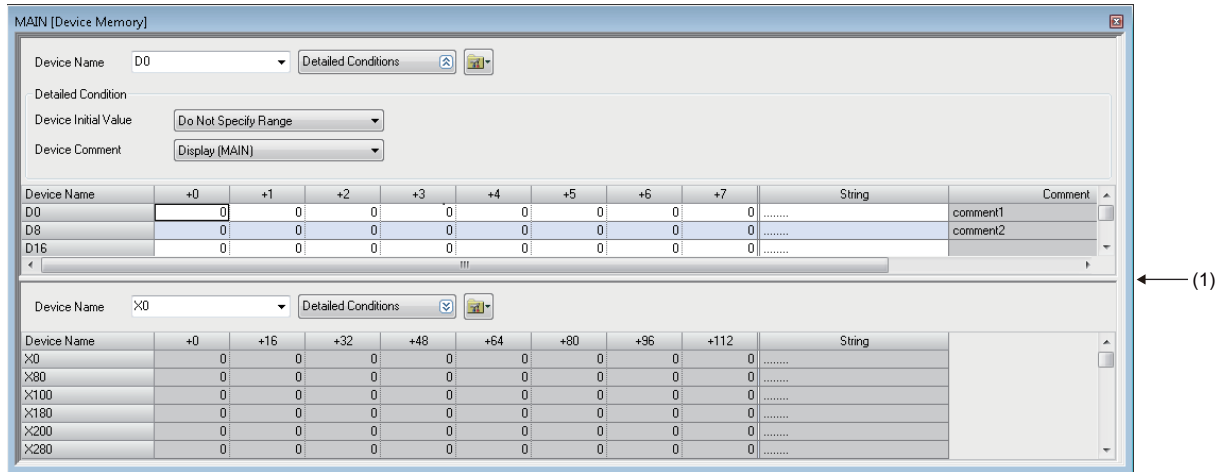 MAIN [Device Memory]
Device Name D0 Detailed Conditions
Detailed Condition
Device Initial Value Do Not Specify Range
Device Comment Display (MAIN)
Device Name +0 +1 +2 +3 +4 +5 +6 +7 String Comment
D0 0 0 0 0 0 0 0 0 ........ comment1
D8 0 0 0 0 0 0 0 0 ........ comment2
D16 0 0 0 0 0 0 0 0 ........
(1)
Device Name X0 Detailed Conditions
Device Name +0 +16 +32 +48 +64 +80 +96 +112 String
X0 0 0 0 0 0 0 0 0 ........
X80 0 0 0 0 0 0 0 0 ........
X100 0 0 0 0 0 0 0 0 ........
X180 0 0 0 0 0 0 0 0 ........
X200 0 0 0 0 0 0 0 0 ........
X280 0 0 0 0 0 0 0 0 ........